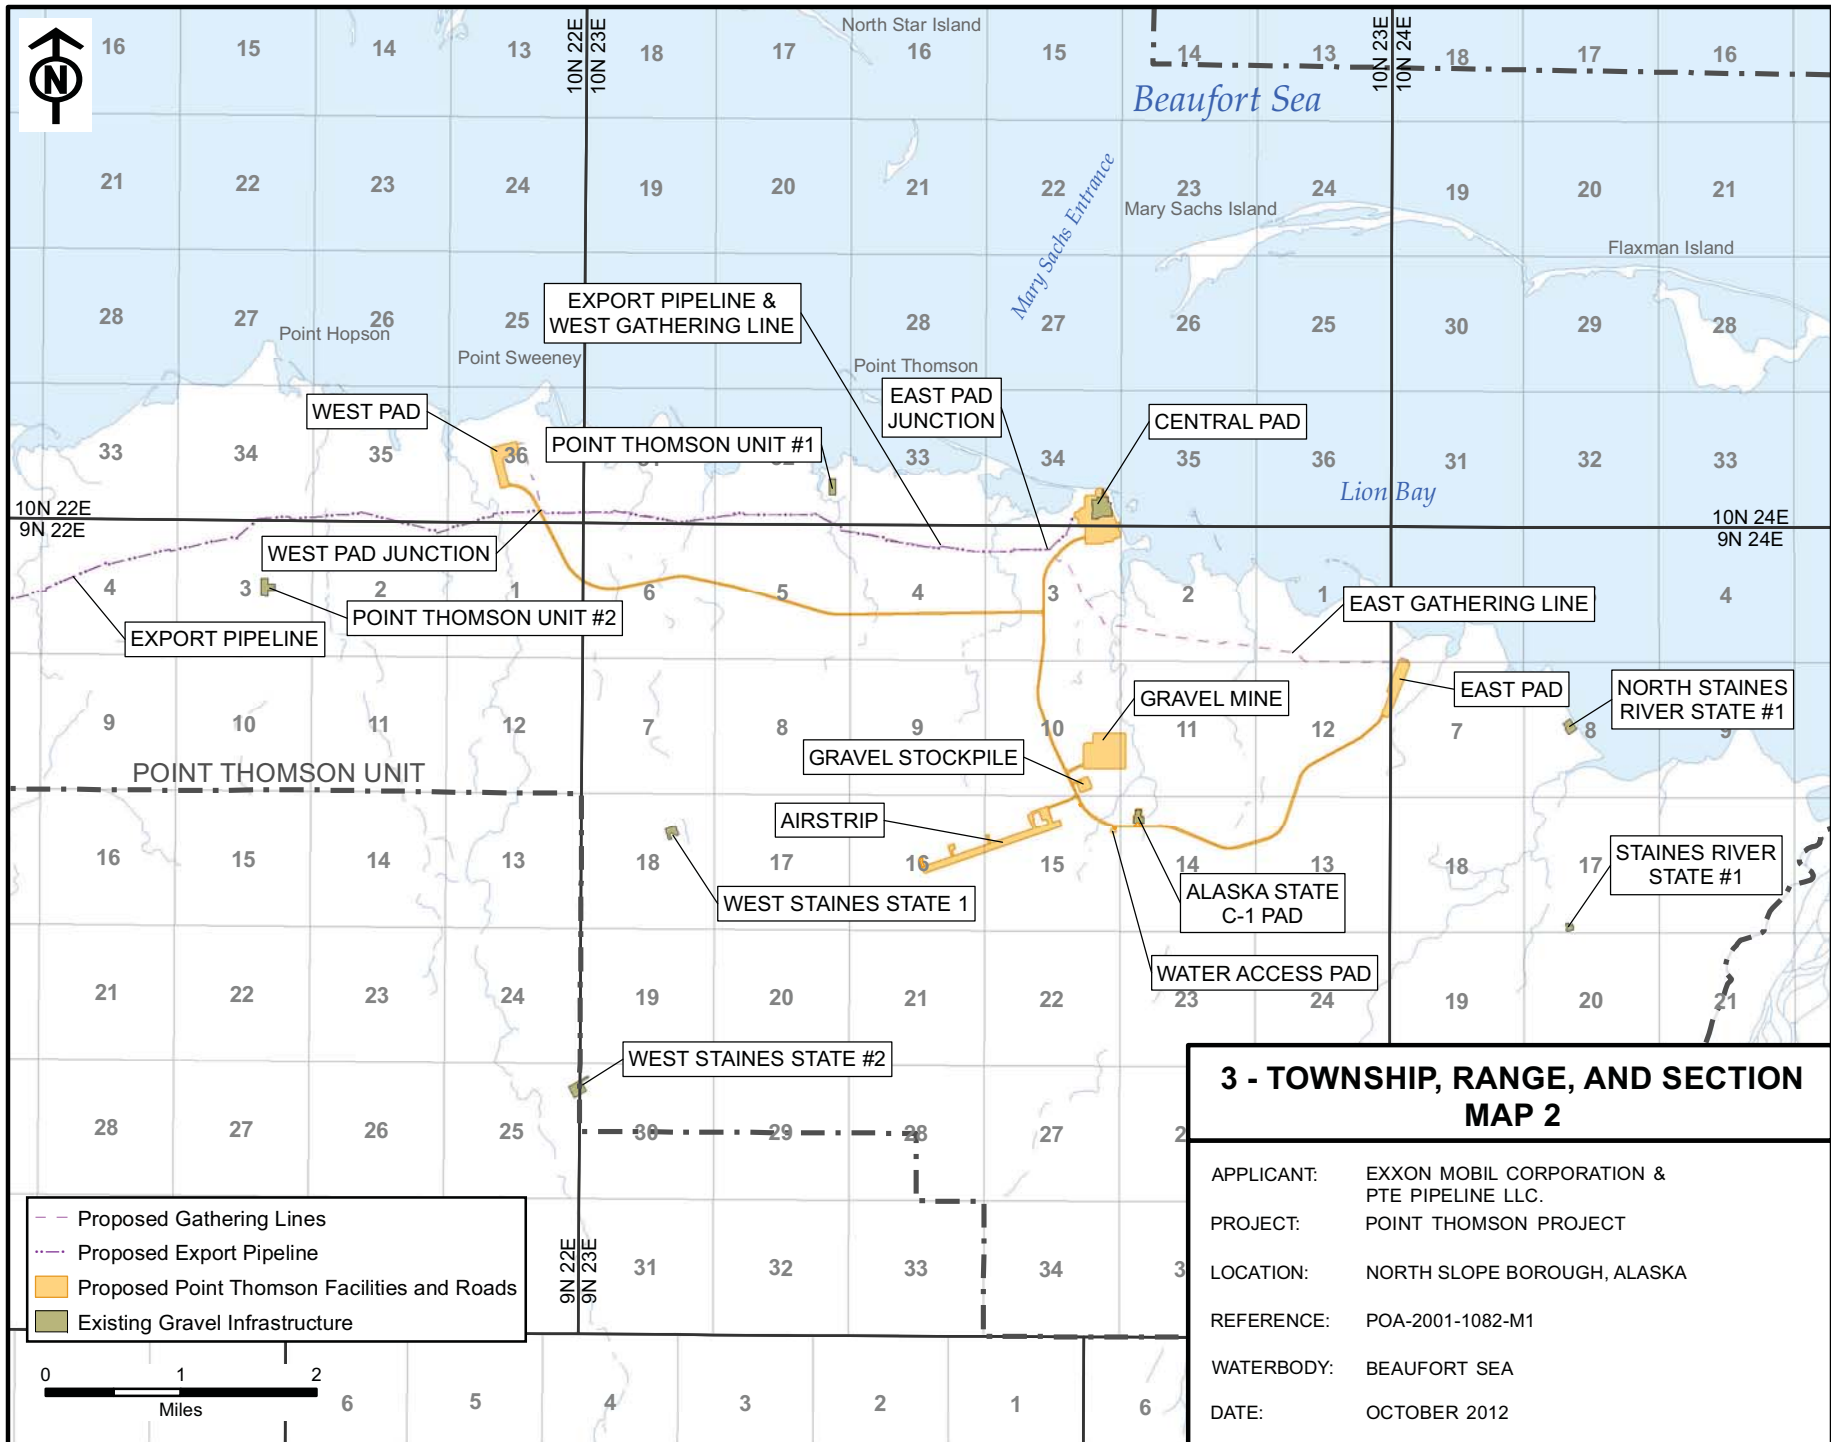 N
North Star Island
16 15 14 13 18 17 16 15 14 13 18 17 16
10N 22E
10N 23E
10N 23E
10N 24E
Beaufort Sea
21 22 23 24 19 20 21 22 23 24 19 20 21
Mary Sachs Entrance
Mary Sachs Island
Flaxman Island
28 27 26 25 28 27 26 25 30 29 28
EXPORT PIPELINE &
WEST GATHERING LINE
Point Hopson
Point Sweeney
Point Thomson
WEST PAD
EAST PAD
JUNCTION
CENTRAL PAD
POINT THOMSON UNIT #1
33 34 35 36 33 34 35 36 31 32 33
Lion Bay
10N 22E
9N 22E
10N 24E
9N 24E
WEST PAD JUNCTION
4 3 2 1 6 5 4 3 2 1 4
POINT THOMSON UNIT #2
EAST GATHERING LINE
EXPORT PIPELINE
EAST PAD
NORTH STAINES
RIVER STATE #1
GRAVEL MINE
9 10 11 12 7 8 9 10 11 12 7 8 9
GRAVEL STOCKPILE
POINT THOMSON UNIT
AIRSTRIP
16 15 14 13 18 17 16 15 14 13 18 17
STAINES RIVER
STATE #1
WEST STAINES STATE 1
ALASKA STATE
C-1 PAD
WATER ACCESS PAD
21 22 23 24 19 20 21 22 23 24 19 20 21
WEST STAINES STATE #2
28 27 26 25 30 29 28 27 2
31 32 33 34 3
9N 22E
9N 23E
6 5 4 3 2 1 6
Proposed Gathering Lines
Proposed Export Pipeline
Proposed Point Thomson Facilities and Roads
Existing Gravel Infrastructure
0 1 2
Miles
3 - TOWNSHIP, RANGE, AND SECTION
MAP 2
APPLICANT: EXXON MOBIL CORPORATION &
PTE PIPELINE LLC.
PROJECT: POINT THOMSON PROJECT
LOCATION: NORTH SLOPE BOROUGH, ALASKA
REFERENCE: POA-2001-1082-M1
WATERBODY: BEAUFORT SEA
DATE: OCTOBER 2012